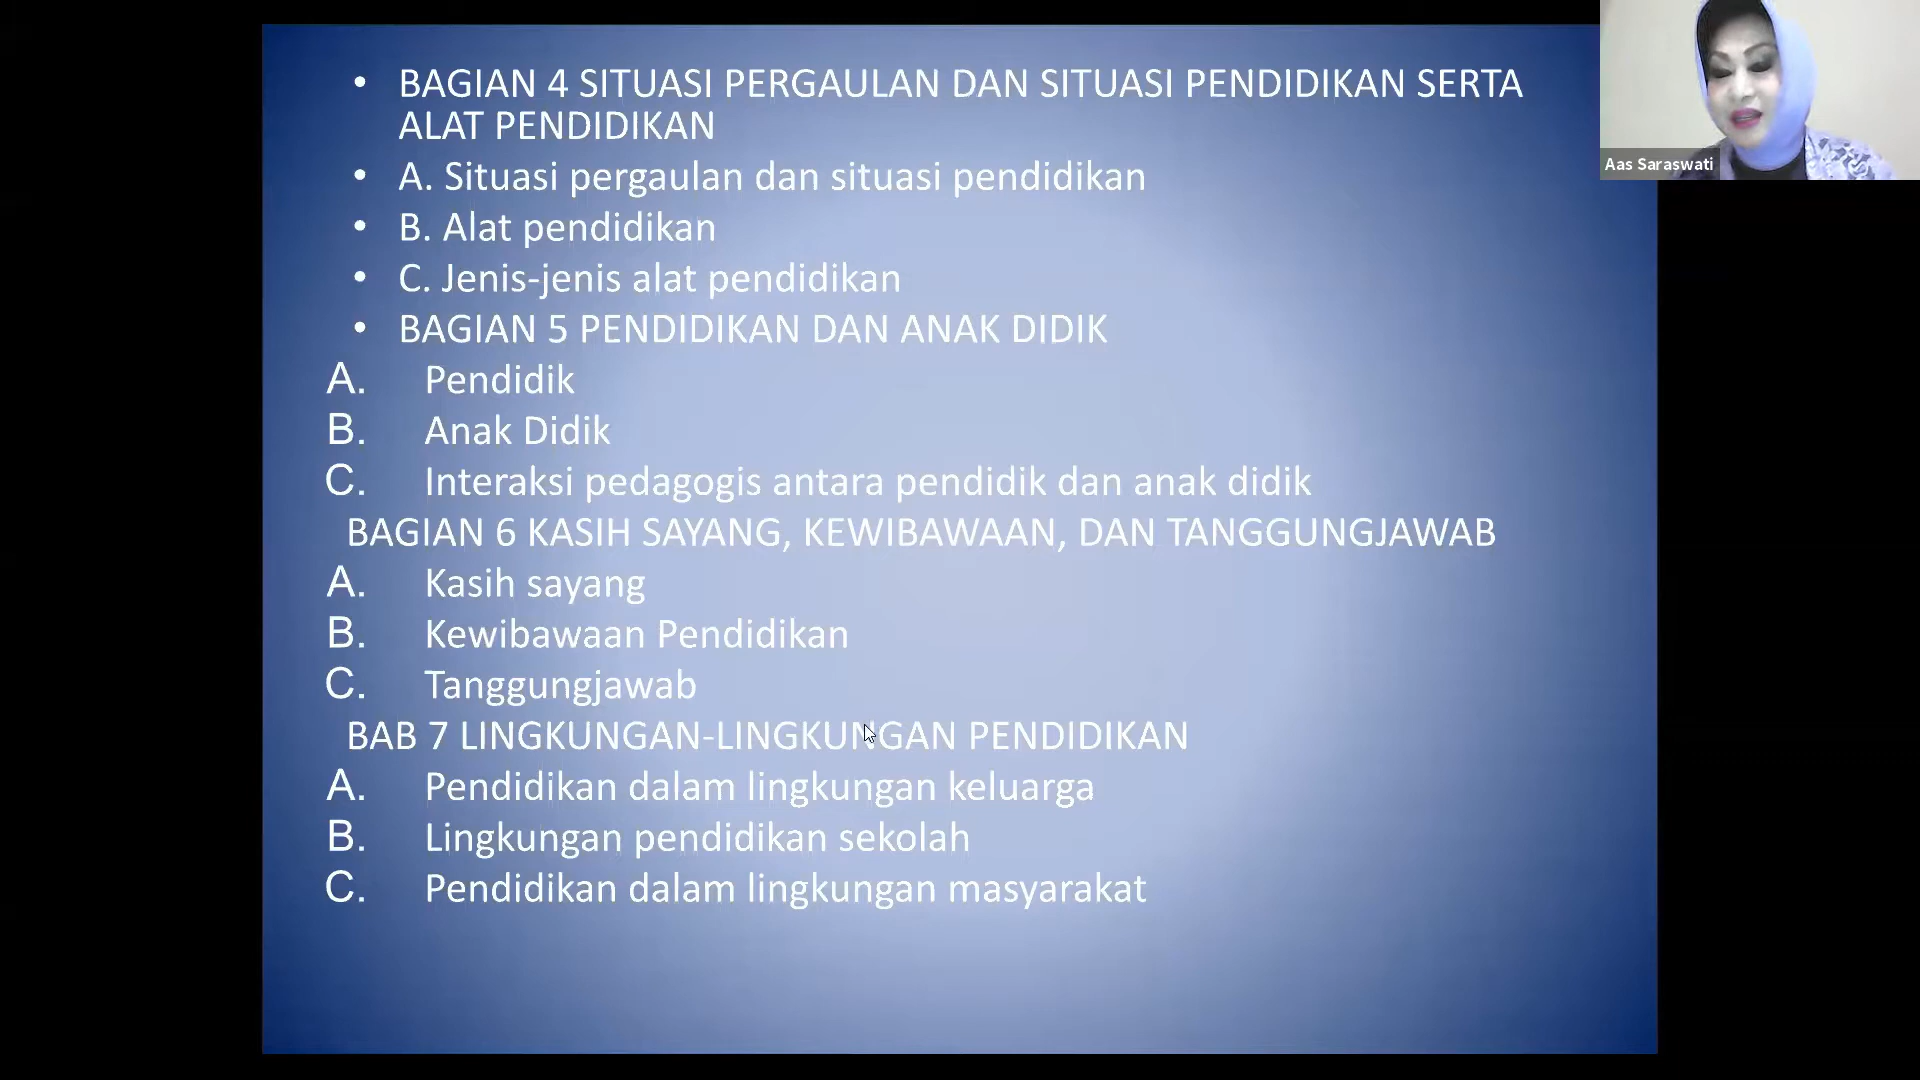 • BAGIAN 4 SITUASI PERGAULAN DAN SITUASI PENDIDIKAN SERTA
ALAT PENDIDIKAN
• A. Situasi pergaulan dan situasi pendidikan
• B. Alat pendidikan
• C. Jenis-jenis alat pendidikan
• BAGIAN 5 PENDIDIKAN DAN ANAK DIDIK
A. Pendidik
B. Anak Didik
C. Interaksi pedagogis antara pendidik dan anak didik
BAGIAN 6 KASIH SAYANG, KEWIBAWAAN, DAN TANGGUNGJAWAB
A. Kasih sayang
B. Kewibawaan Pendidikan
C. Tanggungjawab
BAB 7 LINGKUNGAN-LINGKUNGAN PENDIDIKAN
A. Pendidikan dalam lingkungan keluarga
B. Lingkungan pendidikan sekolah
C. Pendidikan dalam lingkungan masyarakat
Aas Saraswati